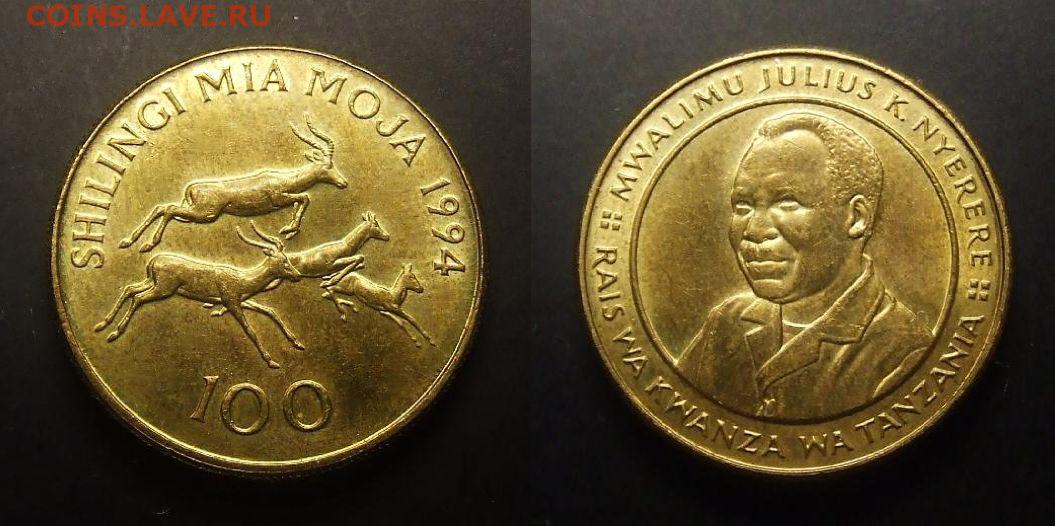 COINS.LAVE.RU
SHILINGI MIA MOJA 1994
100
MWALIMU JULIUS K. NYERERE
RAIS WA KWANZA WA TANZANIA